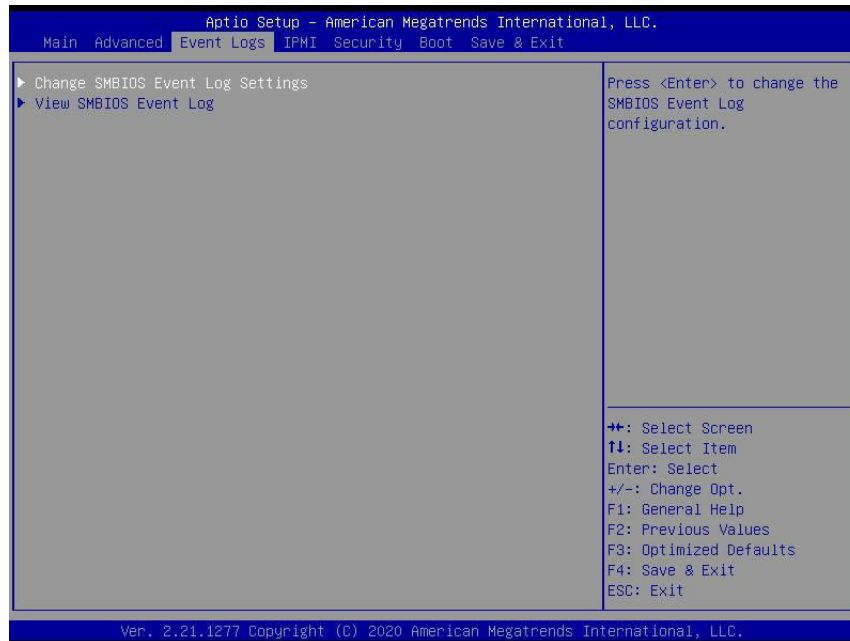 Aptio Setup – American Megatrends International, LLC.
Main Advanced Event Logs IPMI Security Boot Save & Exit
▶ Change SMBIOS Event Log Settings
▶ View SMBIOS Event Log
Press <Enter> to change the
SMBIOS Event Log
configuration.
→←: Select Screen
↑↓: Select Item
Enter: Select
+/-: Change Opt.
F1: General Help
F2: Previous Values
F3: Optimized Defaults
F4: Save & Exit
ESC: Exit
Ver. 2.21.1277 Copyright (C) 2020 American Megatrends International, LLC.